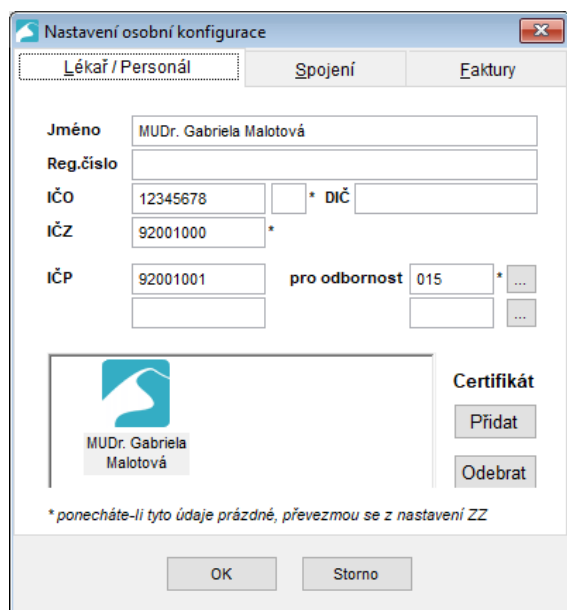 Nastavení osobní konfigurace
Lékař / Personál Spojení Faktury
Jméno MUDr. Gabriela Malotová
Reg.číslo
IČO 12345678 * DIČ
IČZ 92001000 *
IČP 92001001 pro odbornost 015 * ...
...
Certifikát
Přidat
MUDr. Gabriela
Malotová
Odebrat
* ponecháte-li tyto údaje prázdné, převezmou se z nastavení ZZ
OK Storno